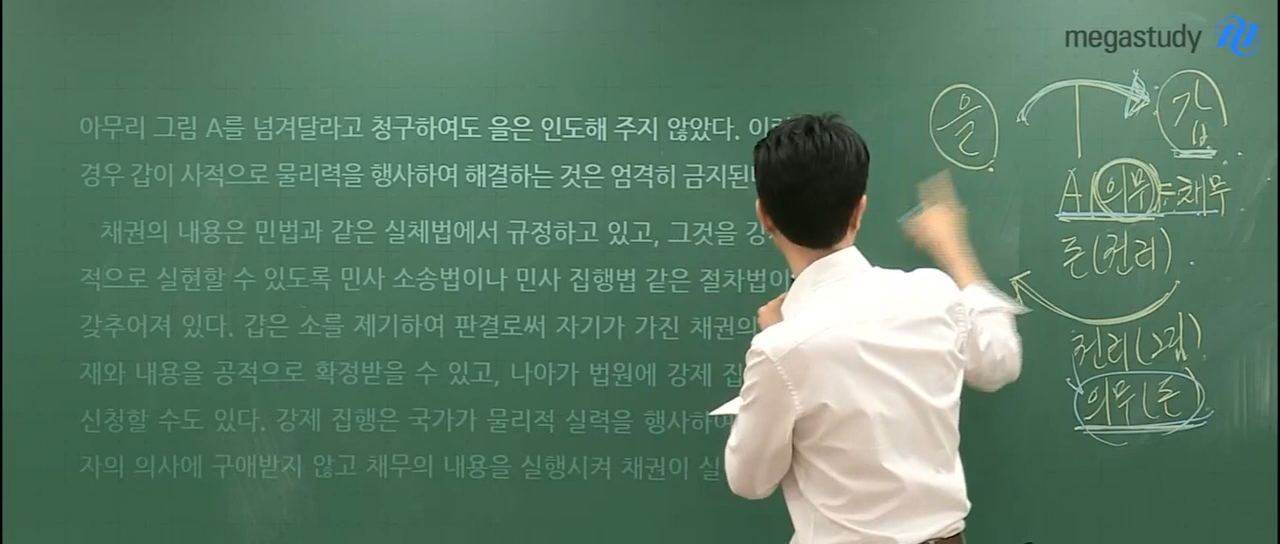 megastudy
아무리 그림 A를 넘겨달라고 청구하여도 을은 인도해 주지 않았다.
경우 갑이 사적으로 물리력을 행사하여 해결하는 것은 엄격히 금지된
채권의 내용은 민법과 같은 실체법에서 규정하고 있고, 그것을
적으로 실현할 수 있도록 민사 소송법이나 민사 집행법 같은 절차법이
갖추어져 있다. 갑은 소를 제기하여 판결로써 자기가 가진 채권의
재와 내용을 공적으로 확정받을 수 있고, 나아가 법원에 강제
신청할 수도 있다. 강제 집행은 국가가 물리적 실력을 행사하여
자의 의사에 구애받지 않고 채무의 내용을 실행시켜 채권이
을 갑
A 의무 = 채무
돈(권리)
권리(그림)
의무(돈)